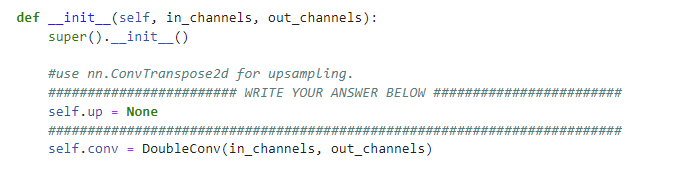 def __init__(self, in_channels, out_channels):
super().__init__()
#use nn.ConvTranspose2d for upsampling.
######################## WRITE YOUR ANSWER BELOW ########################
self.up = None
#########################################################################
self.conv = DoubleConv(in_channels, out_channels)